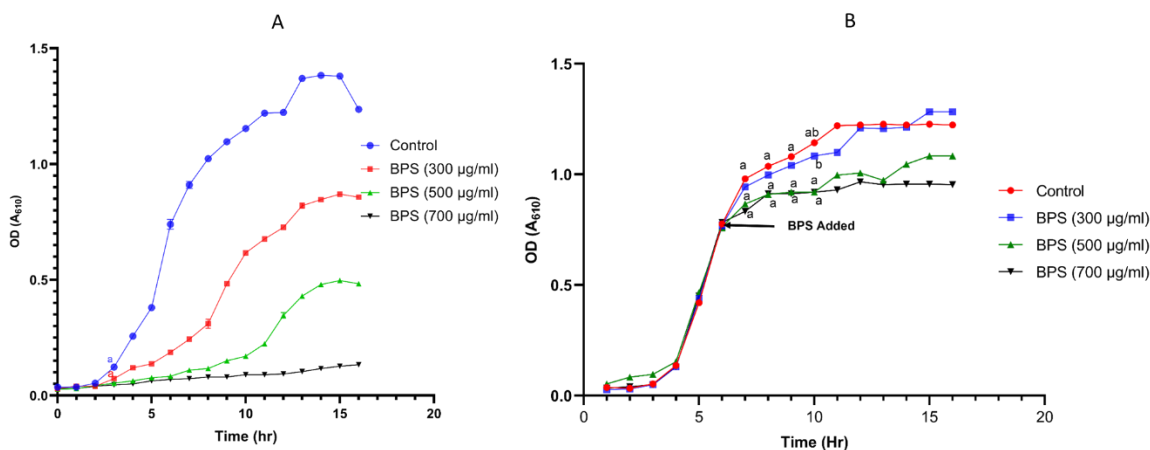 A
1.5
1.0
0.5
0.0
OD (A610)
0
5
10
15
20
Time (hr)
a
a
Control
BPS (300 µg/ml)
BPS (500 µg/ml)
BPS (700 µg/ml)
B
1.5
1.0
0.5
0.0
OD (A610)
0
5
10
15
20
Time (Hr)
a
a
a
ab
a
a
a
a
b
a
a
a
a
BPS Added
Control
BPS (300 µg/ml)
BPS (500 µg/ml)
BPS (700 µg/ml)